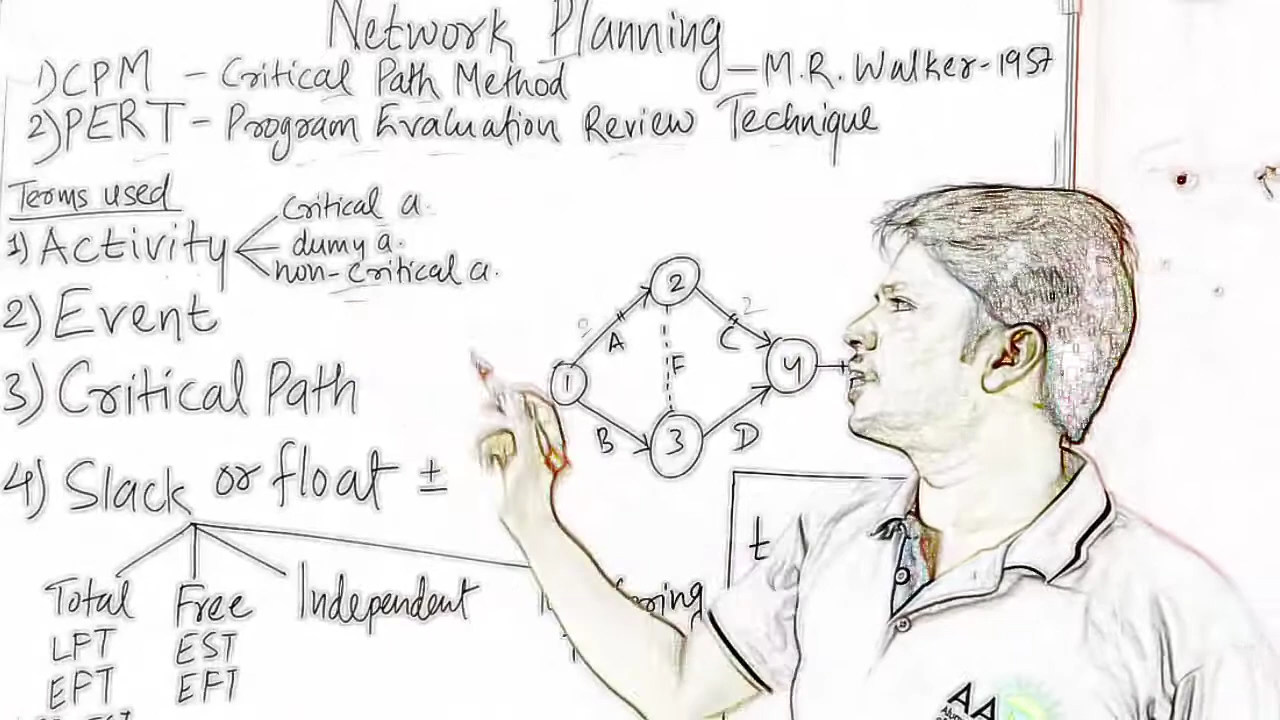 Network Planning
1) CPM - Critical Path Method - M.R. Walker - 1957
2) PERT - Program Evaluation Review Technique
Terms used
1) Activity
Critical a.
dumy a.
non-critical a.
2) Event
3) Critical Path
4) Slack or float ±
Total Free Independent
LFT EST
EFT EFT
1 2 3 4
A B C D F
2
t
AA